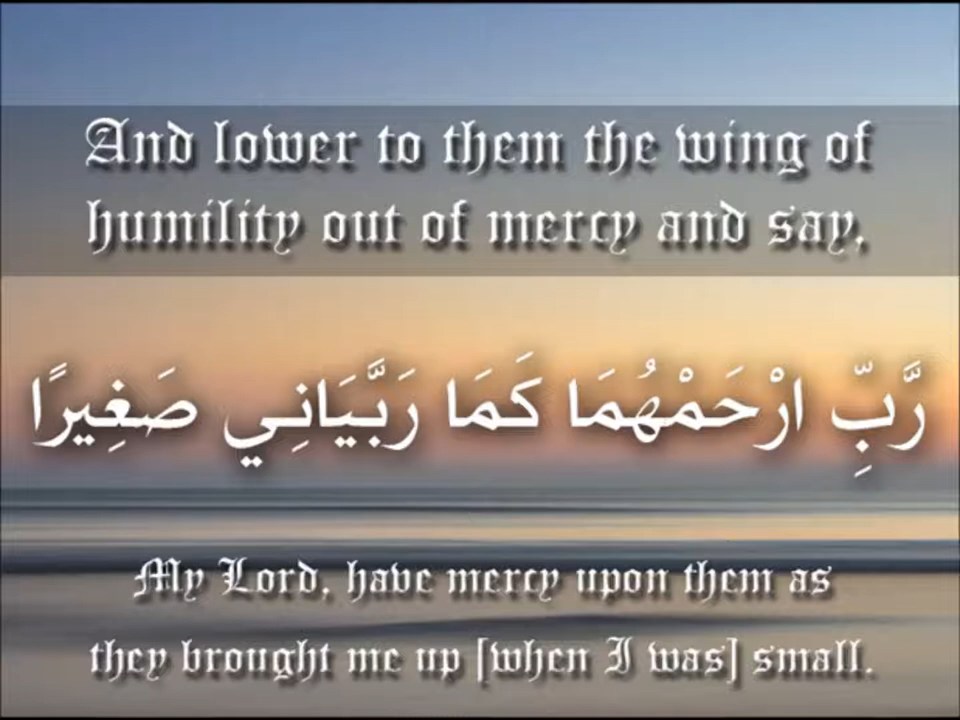 And lower to them the wing of
humility out of mercy and say,
رَّبِّ ارْحَمْهُمَا كَمَا رَبَّيَانِي صَغِيرًا
My Lord, have mercy upon them as
they brought me up [when I was] small.